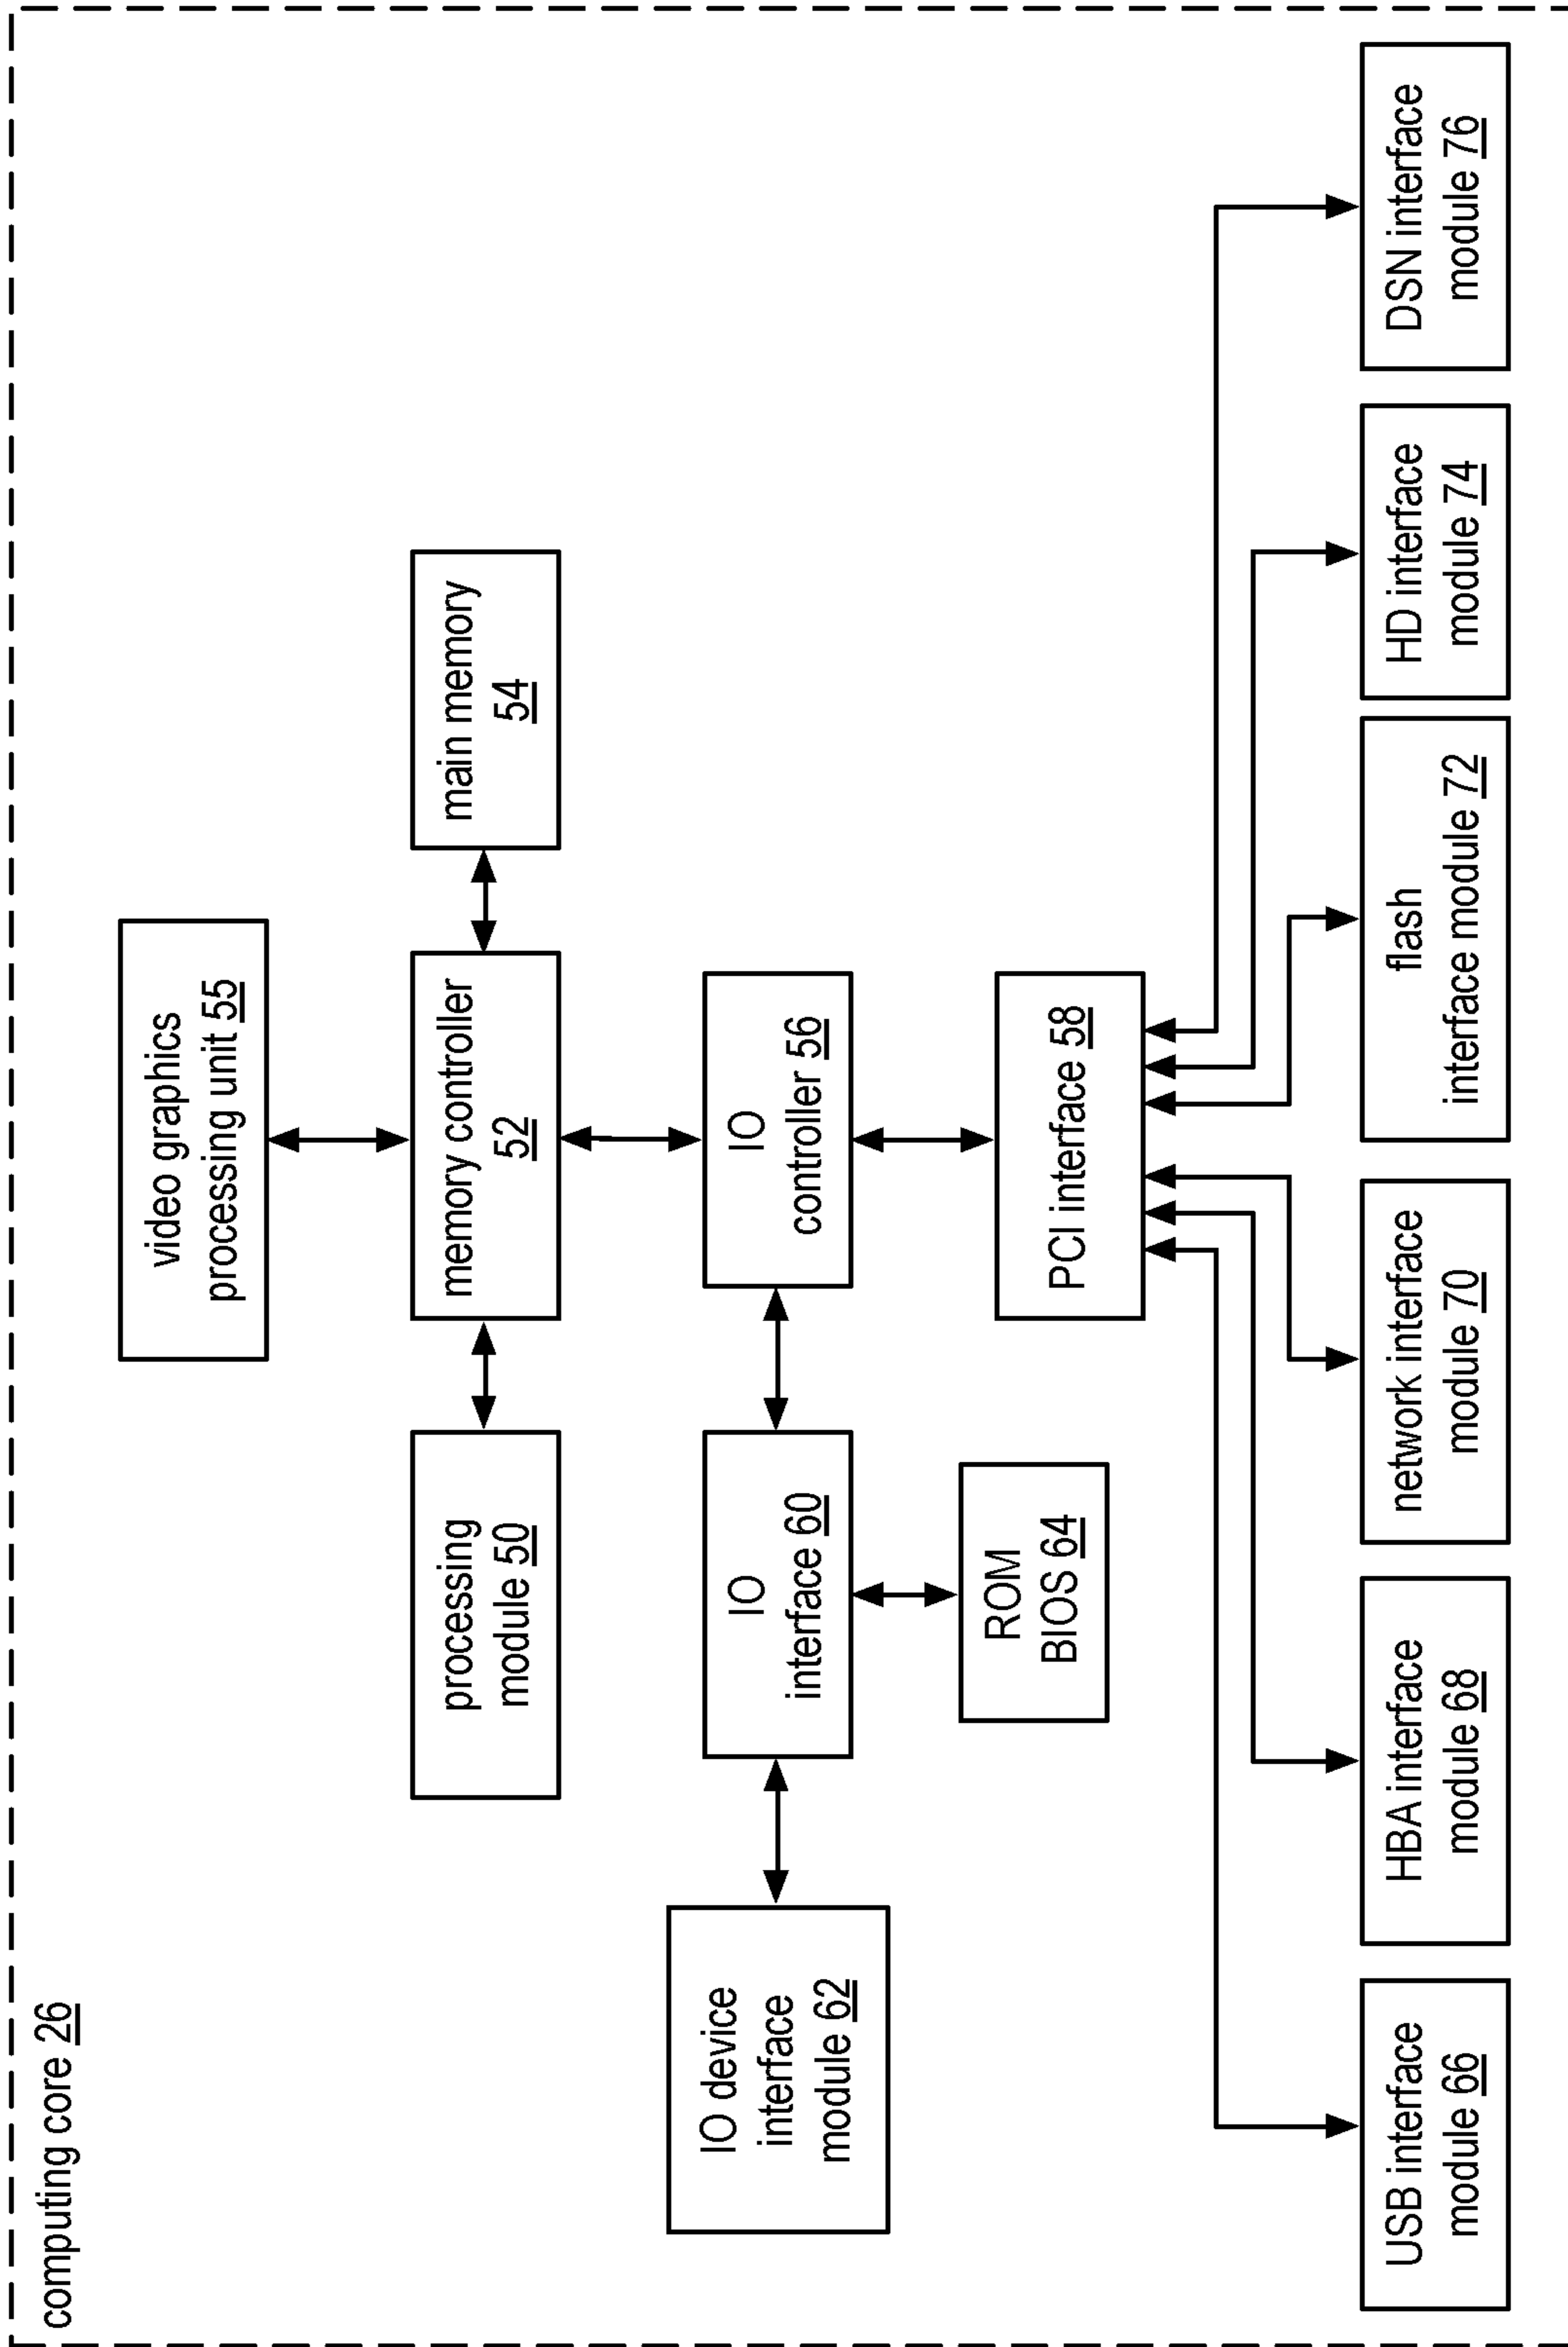 computing core 26
video graphics
processing unit 55
processing
module 50
memory controller
52
main memory
54
IO device
interface
module 62
IO
interface 60
IO
controller 56
ROM
BIOS 64
PCI interface 58
USB interface
module 66
HBA interface
module 68
network interface
module 70
flash
interface module 72
HD interface
module 74
DSN interface
module 76